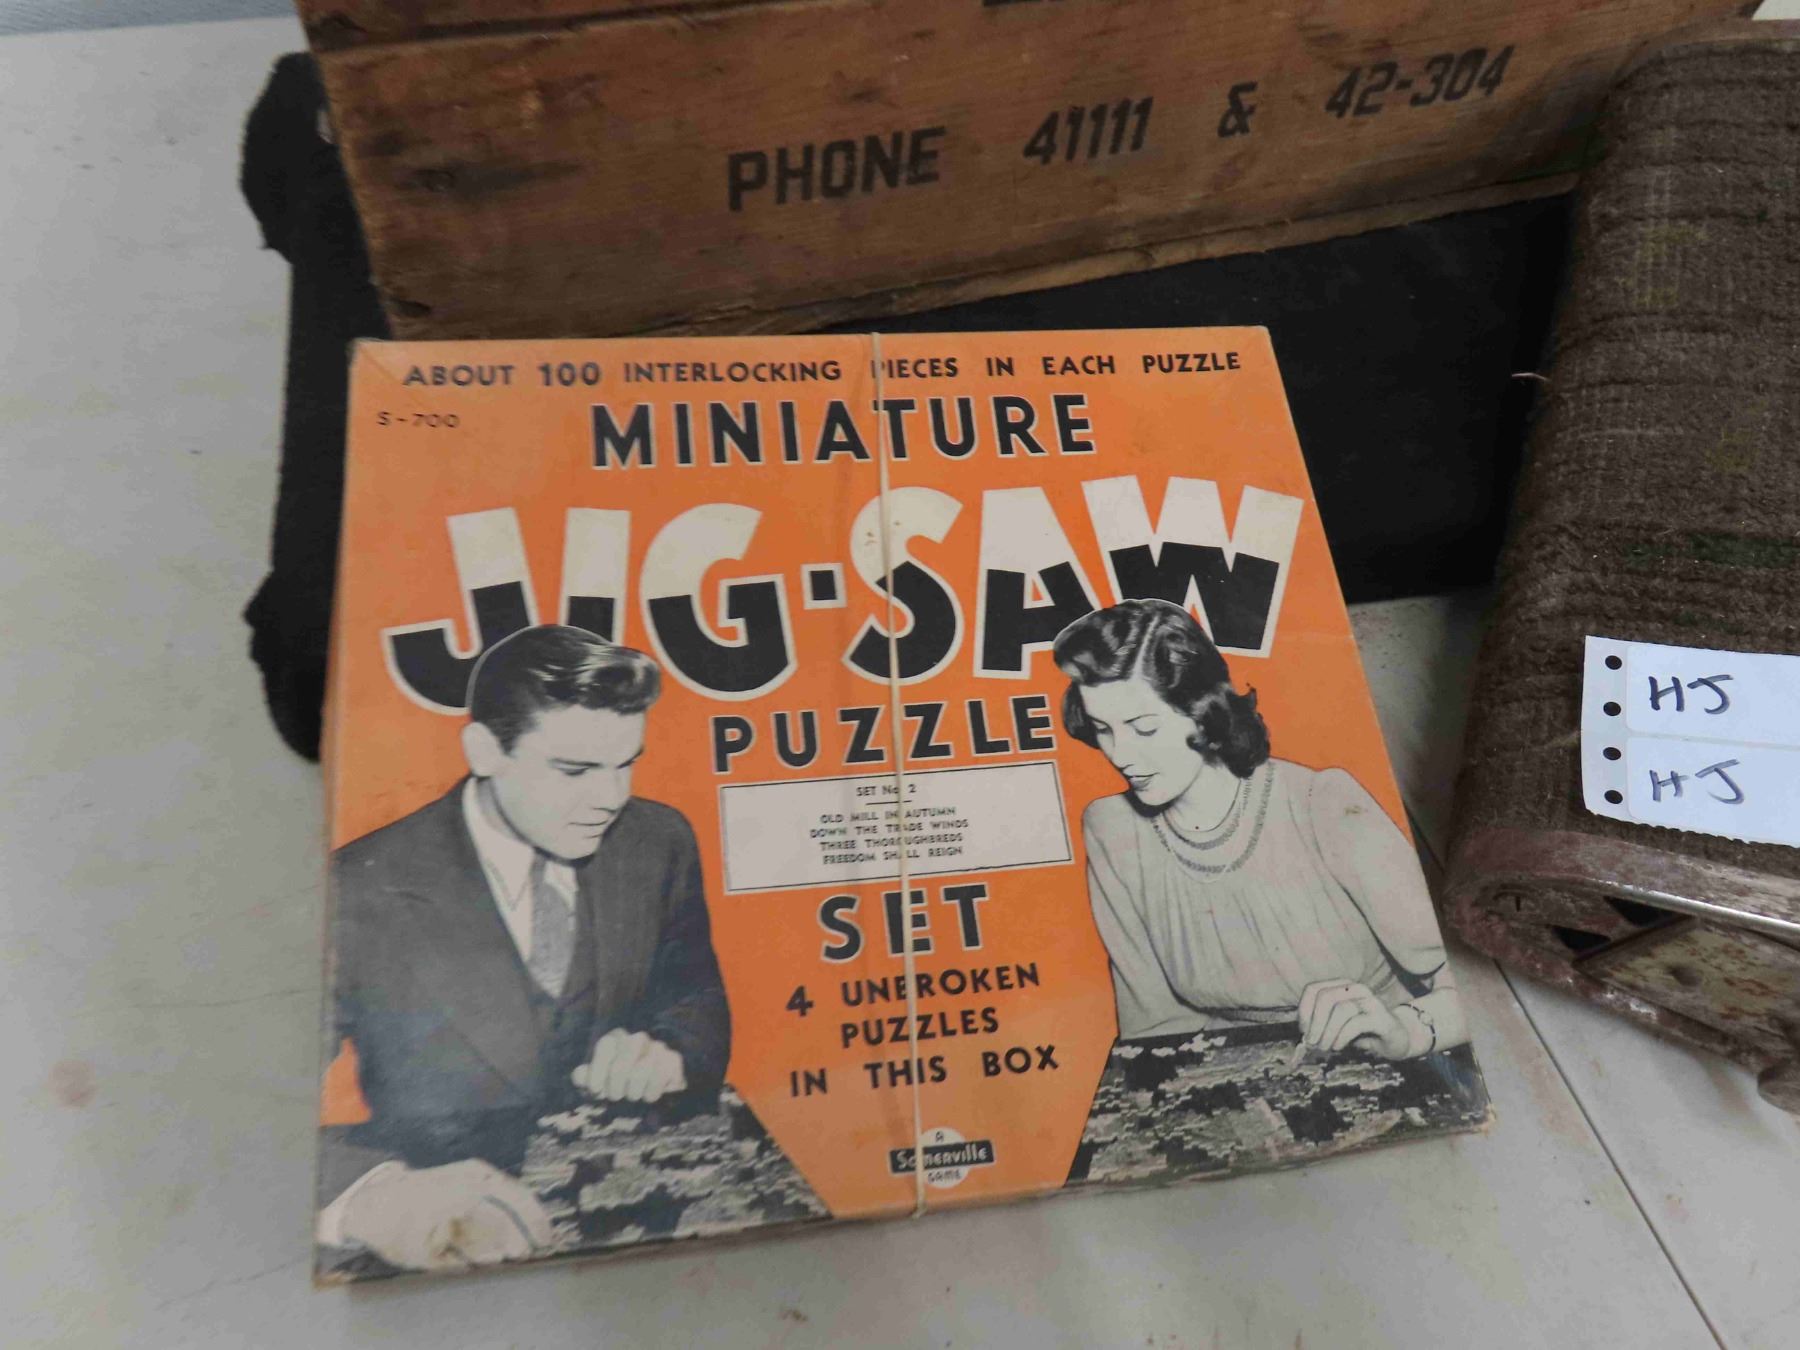 PHONE 41111 & 42-304
ABOUT 100 INTERLOCKING PIECES IN EACH PUZZLE
S-700
MINIATURE
JIG-SAW
PUZZLE
SET No 2
OLD MILL IN AUTUMN
DOWN THE TRADE WINDS
THREE THOROUGHBREDS
FREEDOM SHALL REIGN
SET
4 UNBROKEN
PUZZLES
IN THIS BOX
A
SOMERVILLE
GAME
HJ
HJ